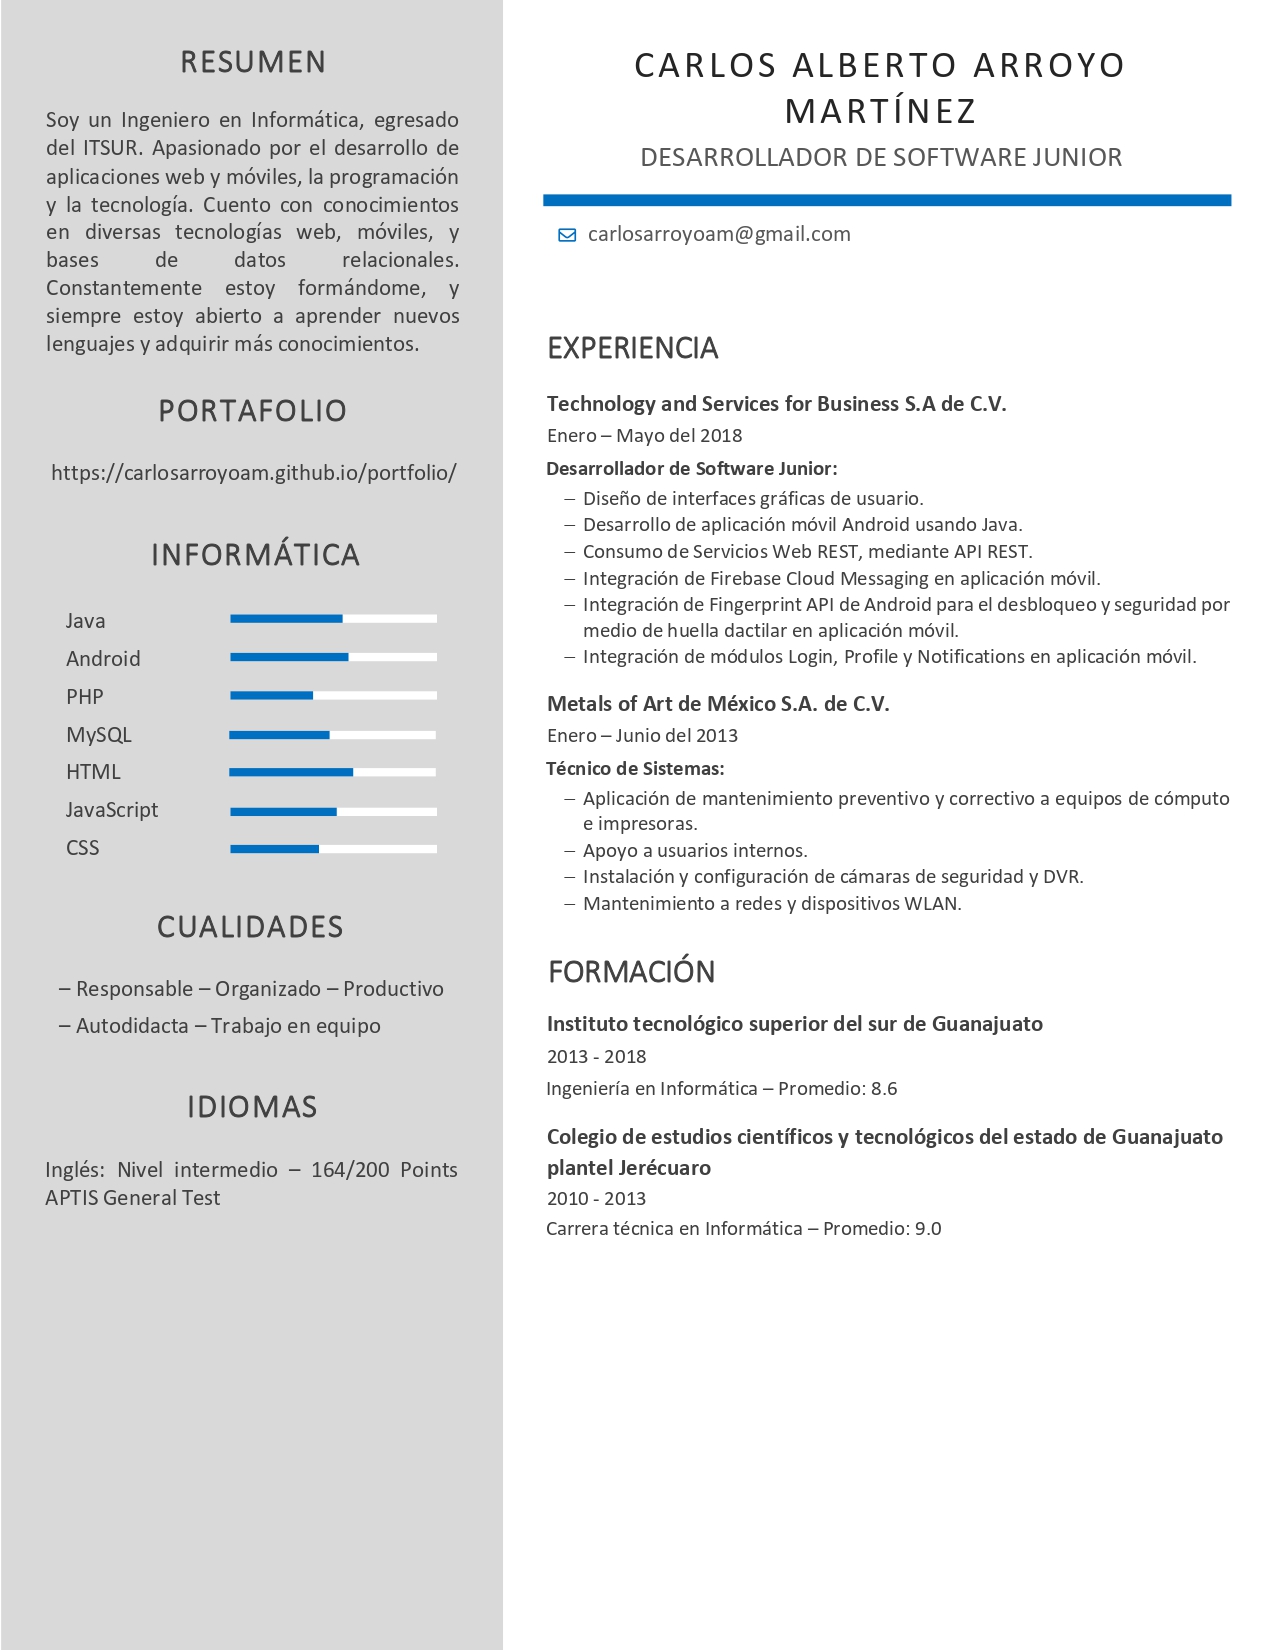 RESUMEN
Soy un Ingeniero en Informática, egresado
del ITSUR. Apasionado por el desarrollo de
aplicaciones web y móviles, la programación
y la tecnología. Cuento con conocimientos
en diversas tecnologías web, móviles, y
bases de datos relacionales.
Constantemente estoy formándome, y
siempre estoy abierto a aprender nuevos
lenguajes y adquirir más conocimientos.
PORTAFOLIO
https://carlosarroyoam.github.io/portfolio/
INFORMÁTICA
Java
Android
PHP
MySQL
HTML
JavaScript
CSS
CUALIDADES
– Responsable – Organizado – Productivo
– Autodidacta – Trabajo en equipo
IDIOMAS
Inglés: Nivel intermedio – 164/200 Points
APTIS General Test
CARLOS ALBERTO ARROYO
MARTÍNEZ
DESARROLLADOR DE SOFTWARE JUNIOR
carlosarroyoam@gmail.com
EXPERIENCIA
Technology and Services for Business S.A de C.V.
Enero – Mayo del 2018
Desarrollador de Software Junior:
– Diseño de interfaces gráficas de usuario.
– Desarrollo de aplicación móvil Android usando Java.
– Consumo de Servicios Web REST, mediante API REST.
– Integración de Firebase Cloud Messaging en aplicación móvil.
– Integración de Fingerprint API de Android para el desbloqueo y seguridad por
medio de huella dactilar en aplicación móvil.
– Integración de módulos Login, Profile y Notifications en aplicación móvil.
Metals of Art de México S.A. de C.V.
Enero – Junio del 2013
Técnico de Sistemas:
– Aplicación de mantenimiento preventivo y correctivo a equipos de cómputo
e impresoras.
– Apoyo a usuarios internos.
– Instalación y configuración de cámaras de seguridad y DVR.
– Mantenimiento a redes y dispositivos WLAN.
FORMACIÓN
Instituto tecnológico superior del sur de Guanajuato
2013 - 2018
Ingeniería en Informática – Promedio: 8.6
Colegio de estudios científicos y tecnológicos del estado de Guanajuato
plantel Jerécuaro
2010 - 2013
Carrera técnica en Informática – Promedio: 9.0